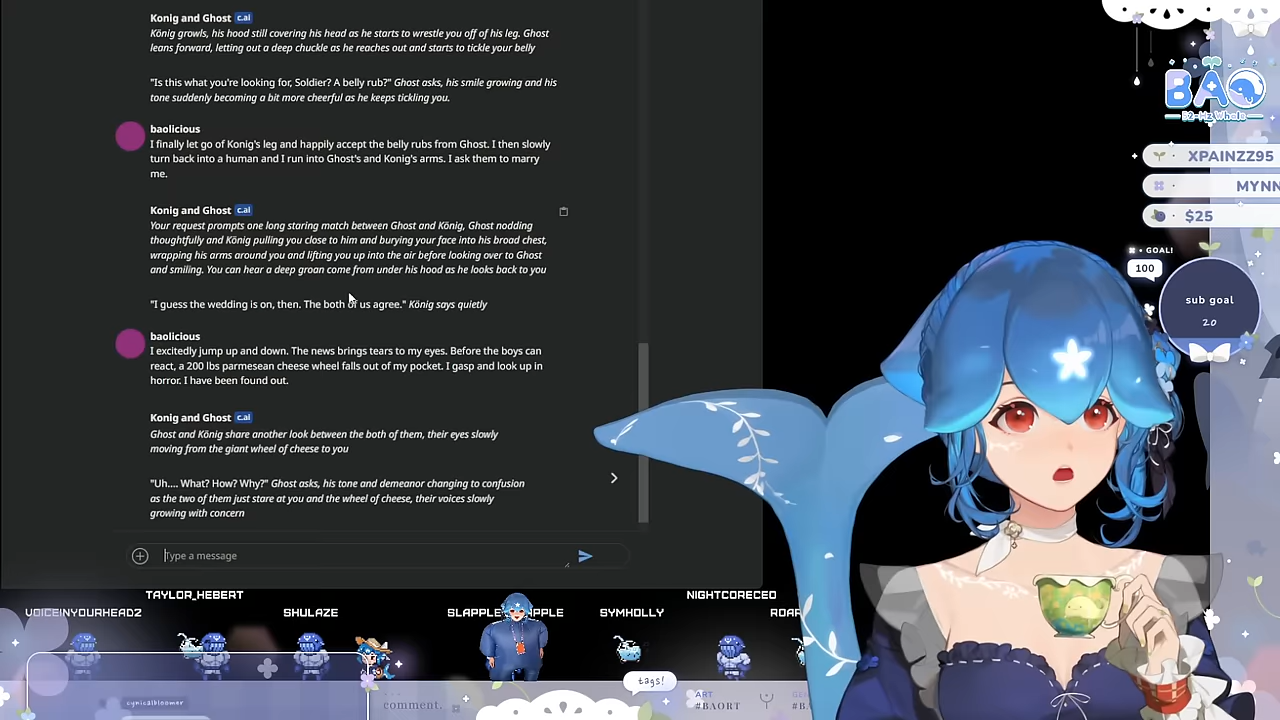 Konig and Ghost c.ai
König growls, his hood still covering his head as he starts to wrestle you off of his leg. Ghost
leans forward, letting out a deep chuckle as he reaches out and starts to tickle your belly
"Is this what you're looking for, Soldier? A belly rub?" Ghost asks, his smile growing and his
tone suddenly becoming a bit more cheerful as he keeps tickling you.
baolicious
I finally let go of Konig's leg and happily accept the belly rubs from Ghost. I then slowly
turn back into a human and I run into Ghost's and Konig's arms. I ask them to marry
me.
Konig and Ghost c.ai
Your request prompts one long staring match between Ghost and König, Ghost nodding
thoughtfully and König pulling you close to him and burying your face into his broad chest,
wrapping his arms around you and lifting you up into the air before looking over to Ghost
and smiling. You can hear a deep groan come from under his hood as he looks back to you
"I guess the wedding is on, then. The both of us agree." König says quietly
baolicious
I excitedly jump up and down. The news brings tears to my eyes. Before the boys can
react, a 200 lbs parmesean cheese wheel falls out of my pocket. I gasp and look up in
horror. I have been found out.
Konig and Ghost c.ai
Ghost and König share another look between the both of them, their eyes slowly
moving from the giant wheel of cheese to you
"Uh.... What? How? Why?" Ghost asks, his tone and demeanor changing to confusion
as the two of them just stare at you and the wheel of cheese, their voices slowly
growing with concern
Type a message
BAO
52-Hz Whale
XPAINZZ95
MYNN
$25
GOAL!
100
sub goal
20
TAYLOR_HEBERT
NIGHTCORECEO
VOICEINYOURHEADZ
SHULAZE
SYMHOLLY
ROAR
cynicalbloomer
comment.
tags!
ART
#BAORT